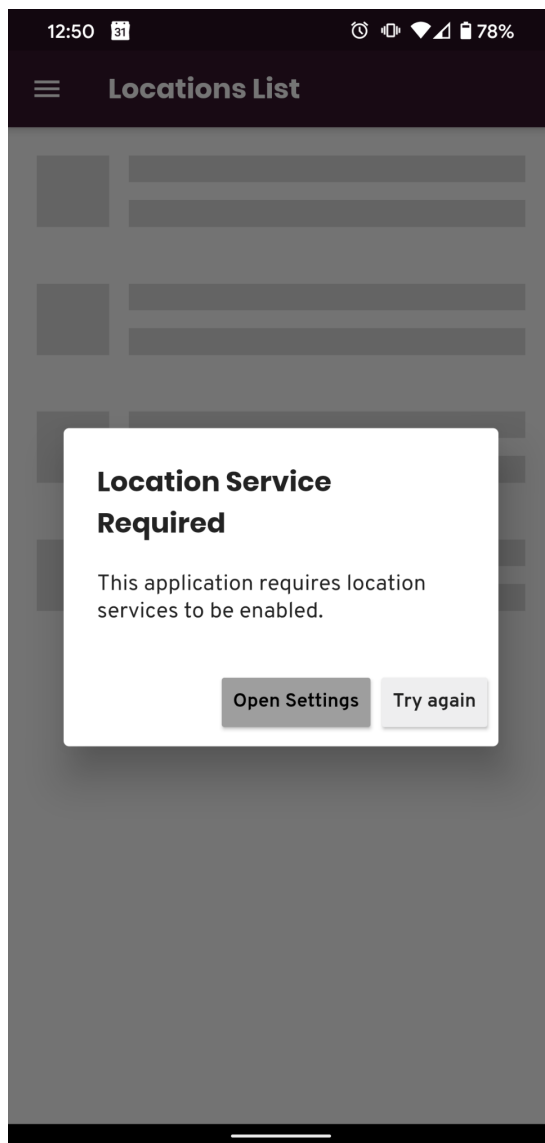 12:50 31 78%
Locations List
Location Service
Required
This application requires location
services to be enabled.
Open Settings Try again